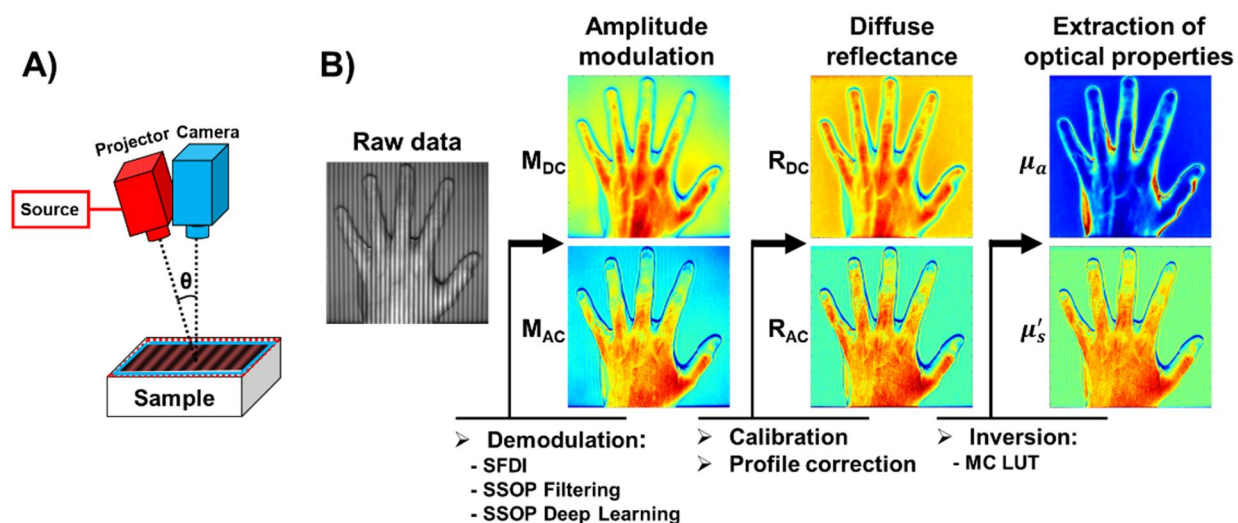 A)
Projector
Camera
Source
θ
Sample
B)
Raw data
Amplitude
modulation
Diffuse
reflectance
Extraction of
optical properties
M_DC
R_DC
μ_a
M_AC
R_AC
μ'_s
➢ Demodulation:
- SFDI
- SSOP Filtering
- SSOP Deep Learning
➢ Calibration
➢ Profile correction
➢ Inversion:
- MC LUT